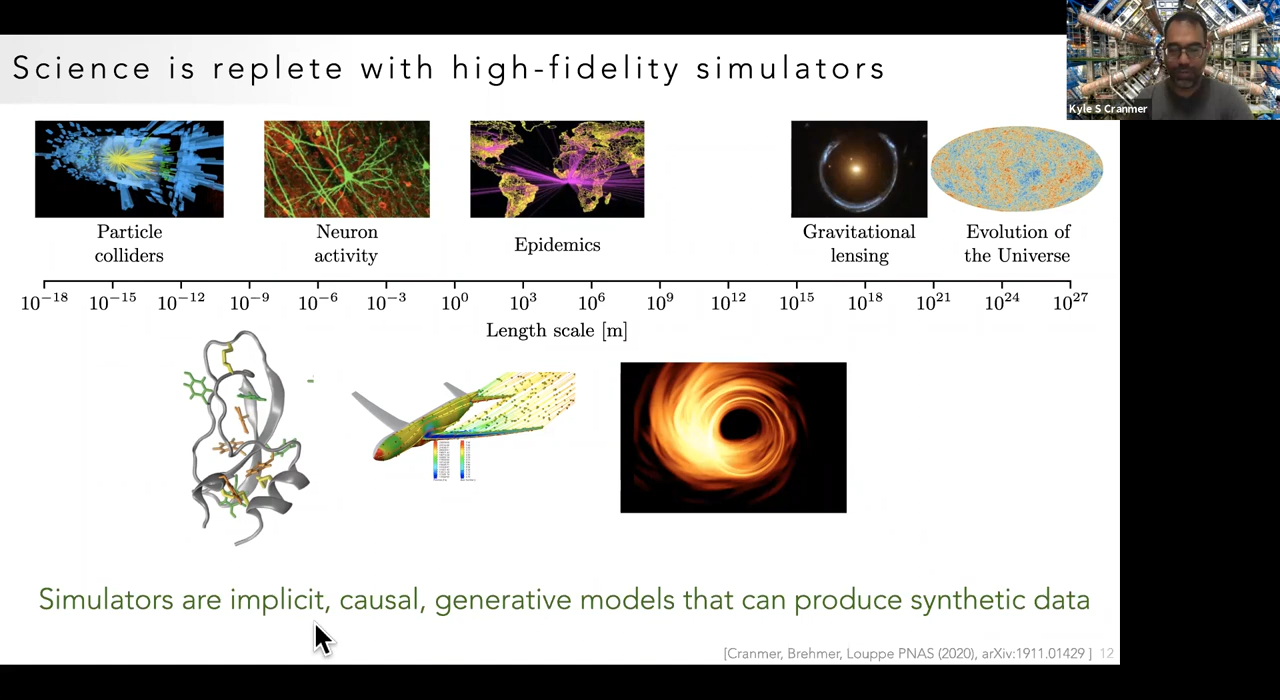 Science is replete with high-fidelity simulators
Kyle S Cranmer
Particle
colliders
Neuron
activity
Epidemics
Gravitational
lensing
Evolution of
the Universe
10^-18 10^-15 10^-12 10^-9 10^-6 10^-3 10^0 10^3 10^6 10^9 10^12 10^15 10^18 10^21 10^24 10^27
Length scale [m]
Simulators are implicit, causal, generative models that can produce synthetic data
[Cranmer, Brehmer, Louppe PNAS (2020), arXiv:1911.01429 ] 12